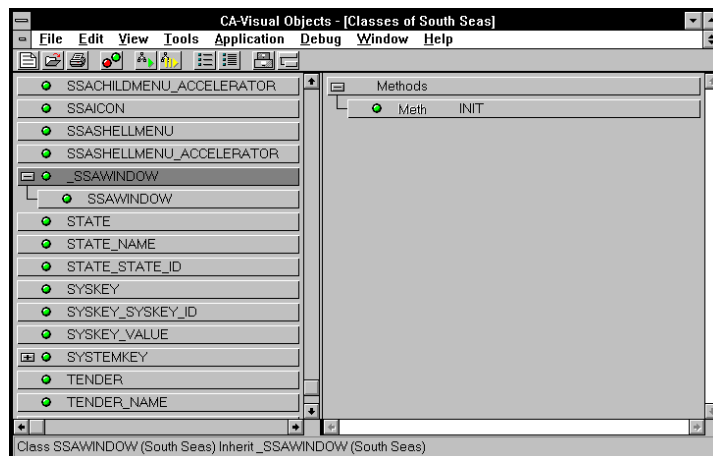 CA-Visual Objects - [Classes of South Seas]
File Edit View Tools Application Debug Window Help
SSACHILDMENU_ACCELERATOR
SSAICON
SSASHELLMENU
SSASHELLMENU_ACCELERATOR
_SSAWINDOW
SSAWINDOW
STATE
STATE_NAME
STATE_STATE_ID
SYSKEY
SYSKEY_SYSKEY_ID
SYSKEY_VALUE
SYSTEMKEY
TENDER
TENDER_NAME
Methods
Meth INIT
Class SSAWINDOW (South Seas) Inherit _SSAWINDOW (South Seas)